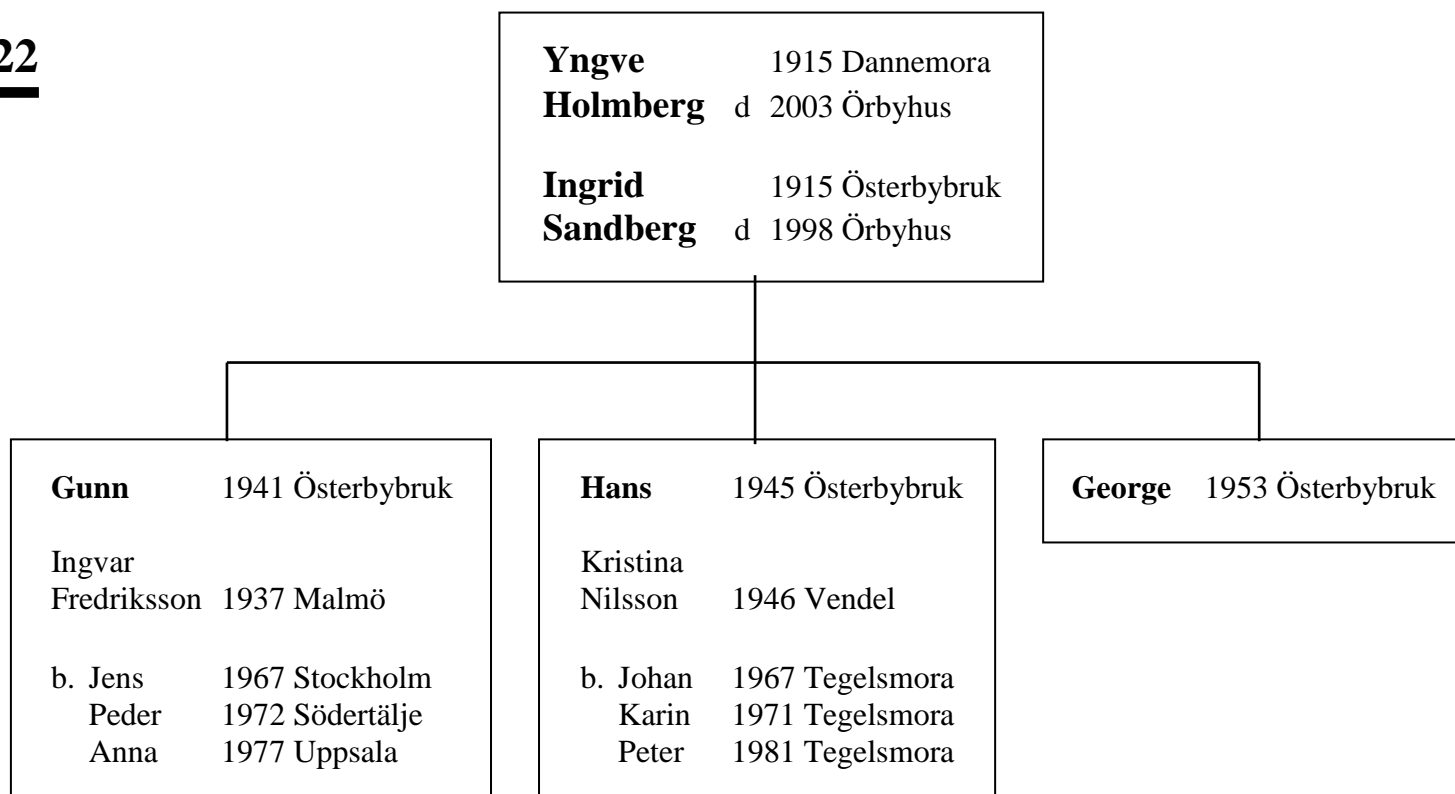 22
Yngve 1915 Dannemora
Holmberg d 2003 Örbyhus
Ingrid 1915 Österbybruk
Sandberg d 1998 Örbyhus
Gunn 1941 Österbybruk
Ingvar
Fredriksson 1937 Malmö
b. Jens 1967 Stockholm
Peder 1972 Södertälje
Anna 1977 Uppsala
Hans 1945 Österbybruk
Kristina
Nilsson 1946 Vendel
b. Johan 1967 Tegelsmora
Karin 1971 Tegelsmora
Peter 1981 Tegelsmora
George 1953 Österbybruk